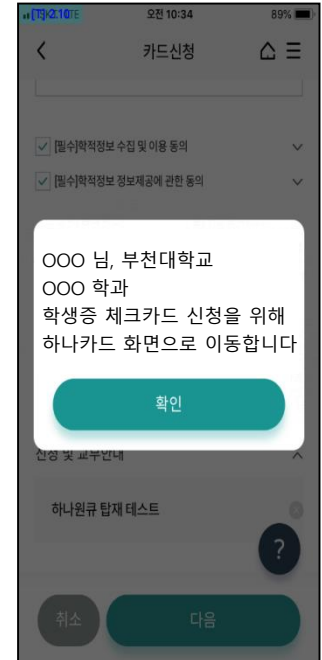 오전 10:34
89%
카드신청
[필수]학적정보 수집 및 이용 동의
[필수]학적정보 정보제공에 관한 동의
OOO 님, 부천대학교
OOO 학과
학생증 체크카드 신청을 위해
하나카드 화면으로 이동합니다
확인
신청 및 교부안내
하나원큐 탑재 테스트
?
취소
다음